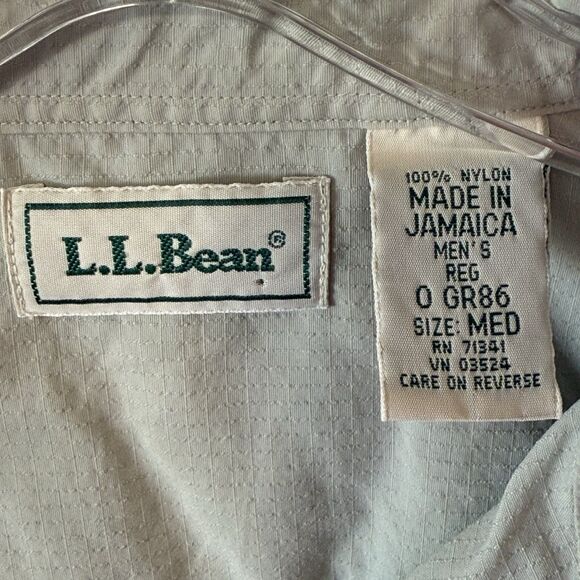 L.L.Bean®
100% NYLON
MADE IN
JAMAICA
MEN'S
REG
0 GR86
SIZE: MED
RN 71341
VN 03524
CARE ON REVERSE